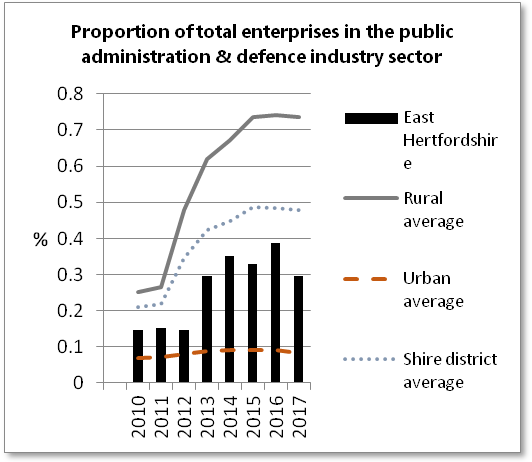 Proportion of total enterprises in the public
administration & defence industry sector
0.8
0.7
0.6
0.5
0.4
0.3
0.2
0.1
0
%
2010
2011
2012
2013
2014
2015
2016
2017
East
Hertfordshir
e
Rural
average
Urban
average
Shire district
average